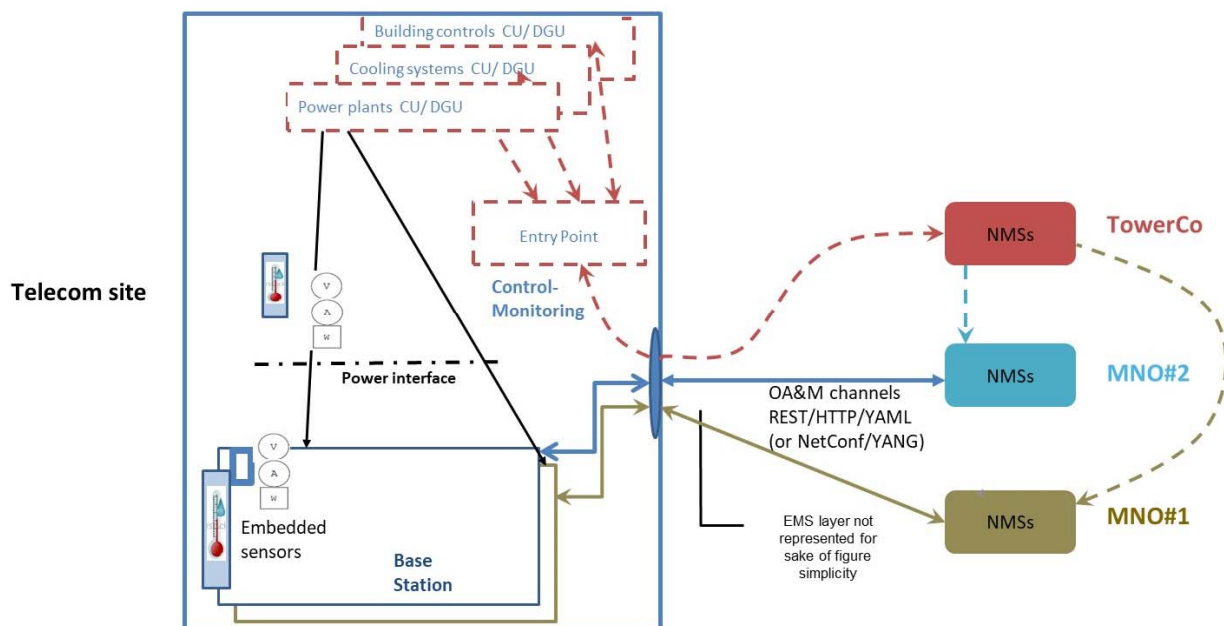 Building controls CU/ DGU
Cooling systems CU/ DGU
Power plants CU/ DGU
Entry Point
NMSs
TowerCo
Telecom site
V
A
W
Control-
Monitoring
Power interface
NMSs
MNO#2
OA&M channels
REST/HTTP/YAML
(or NetConf/YANG)
V
A
W
Embedded
sensors
Base
Station
NMSs
MNO#1
EMS layer not
represented for
sake of figure
simplicity